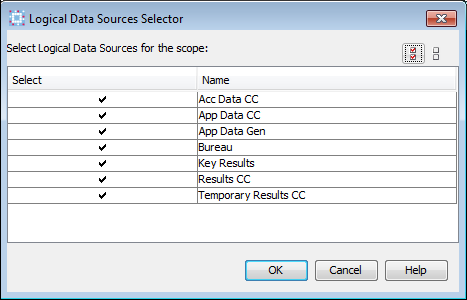 Logical Data Sources Selector
Select Logical Data Sources for the scope:
Select Name
Acc Data CC
App Data CC
App Data Gen
Bureau
Key Results
Results CC
Temporary Results CC
OK Cancel Help